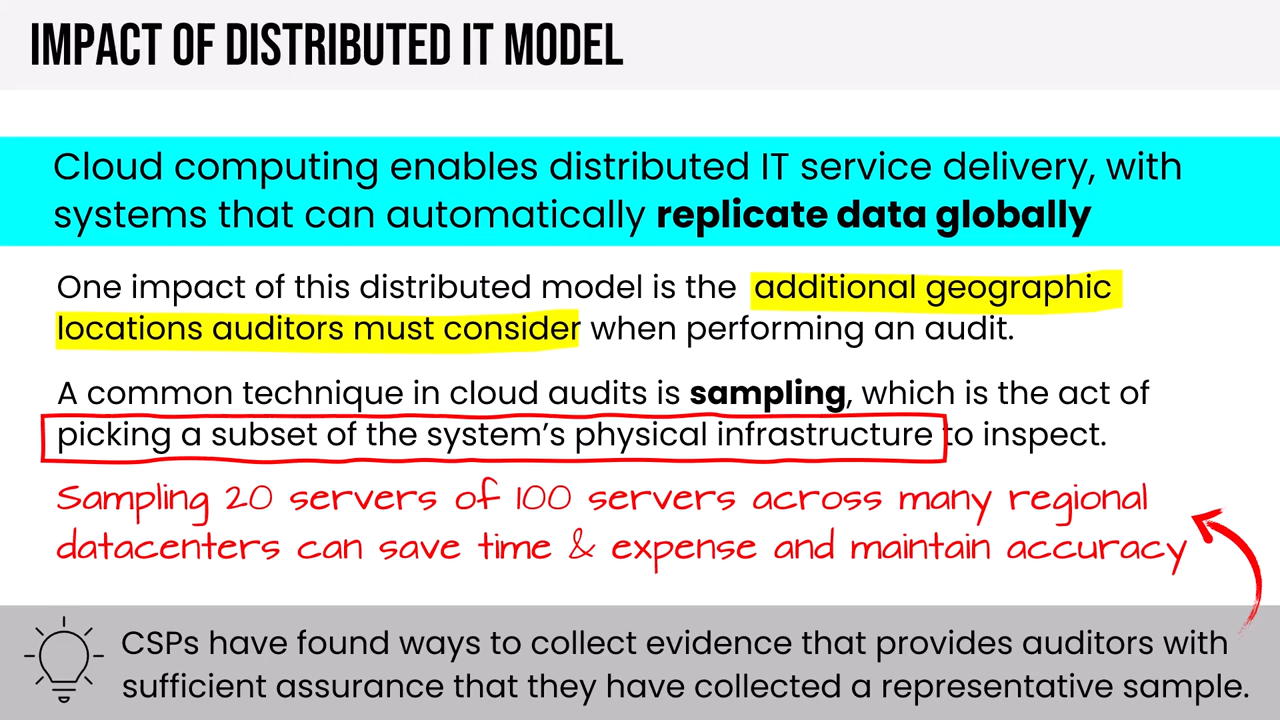 IMPACT OF DISTRIBUTED IT MODEL
Cloud computing enables distributed IT service delivery, with
systems that can automatically replicate data globally
One impact of this distributed model is the additional geographic
locations auditors must consider when performing an audit.
A common technique in cloud audits is sampling, which is the act of
picking a subset of the system’s physical infrastructure to inspect.
Sampling 20 servers of 100 servers across many regional
datacenters can save time & expense and maintain accuracy
CSPs have found ways to collect evidence that provides auditors with
sufficient assurance that they have collected a representative sample.